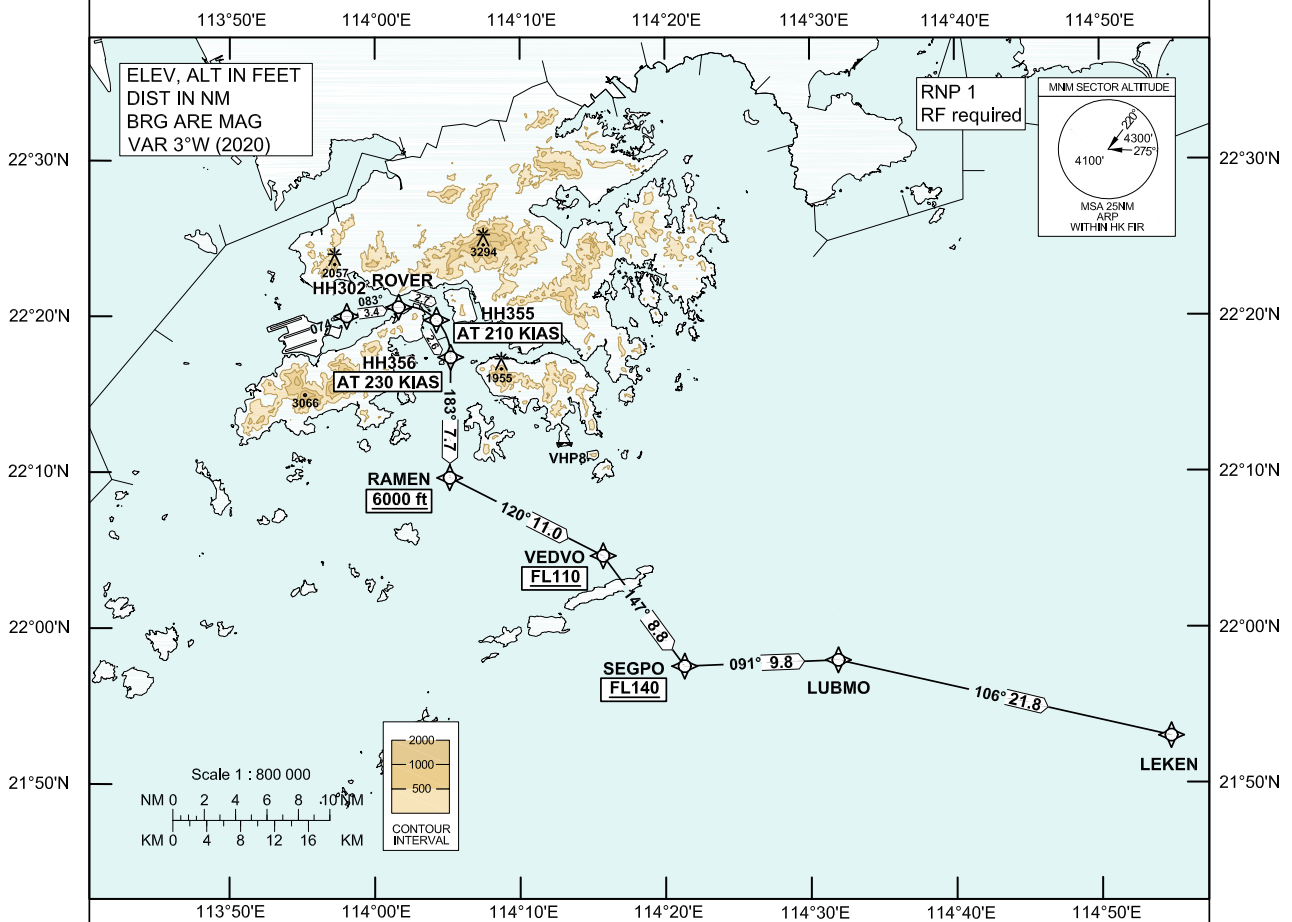 113°50'E
114°00'E
114°10'E
114°20'E
114°30'E
114°40'E
114°50'E
ELEV, ALT IN FEET
DIST IN NM
BRG ARE MAG
VAR 3°W (2020)
RNP 1
RF required
MNM SECTOR ALTITUDE
220°
4300'
275°
4100'
MSA 25NM
ARP
WITHIN HK FIR
22°30'N
22°30'N
3294
2057
HH302
ROVER
083°
3.4
2.7
074°
22°20'N
22°20'N
HH355
AT 210 KIAS
2.6
HH356
AT 230 KIAS
1955
3066
183°
7.7
VHP8
22°10'N
22°10'N
RAMEN
6000 ft
120°
11.0
VEDVO
FL110
147°
8.8
22°00'N
22°00'N
SEGPO
FL140
091°
9.8
LUBMO
106°
21.8
LEKEN
2000
1000
500
CONTOUR
INTERVAL
Scale 1 : 800 000
NM 0 2 4 6 8 10 NM
KM 0 4 8 12 16 KM
21°50'N
21°50'N
113°50'E
114°00'E
114°10'E
114°20'E
114°30'E
114°40'E
114°50'E